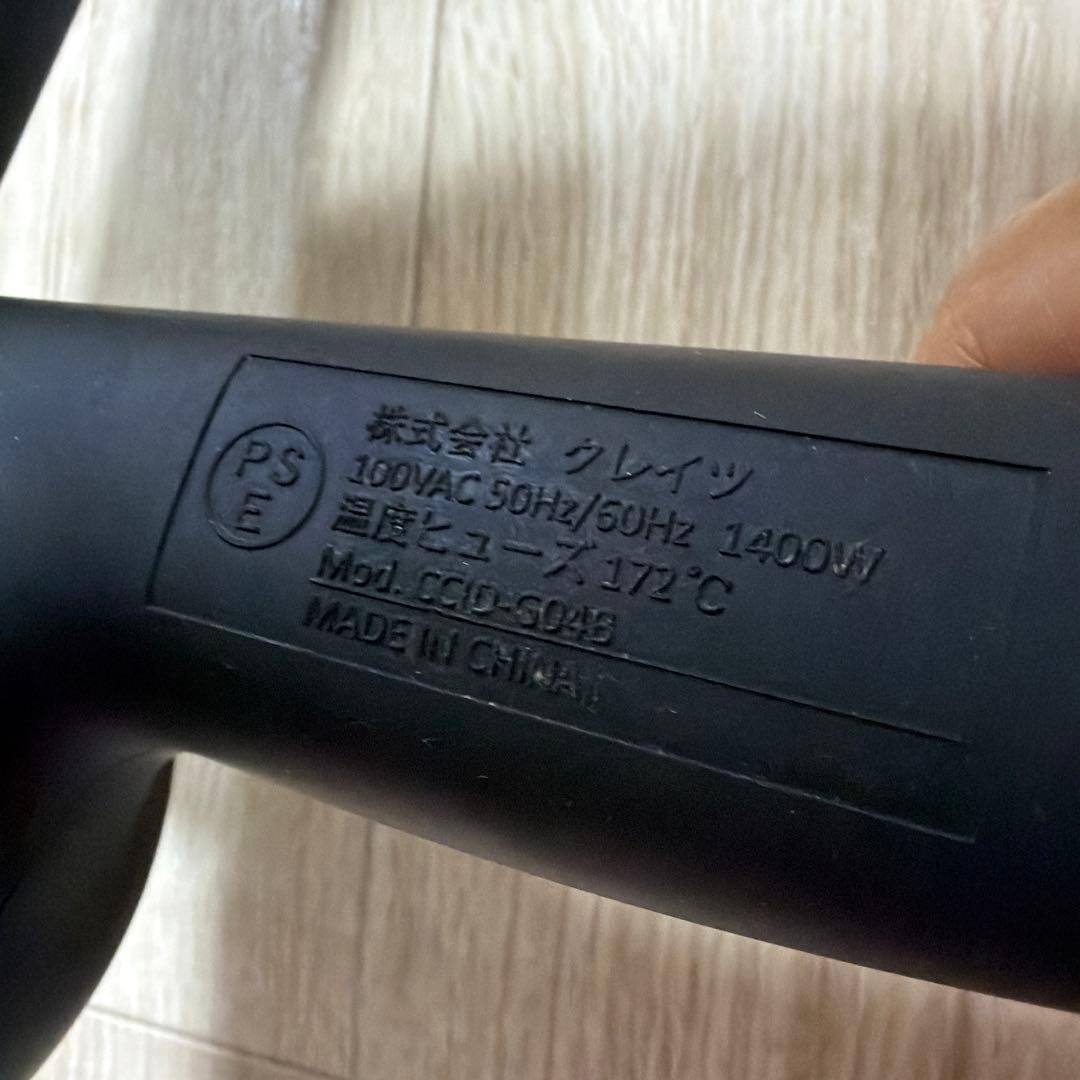 PS
E
株式会社 クレイツ
100VAC 50Hz/60Hz 1400W
温度ヒューズ 172℃
Mod. CCID-G04B
MADE IN CHINA